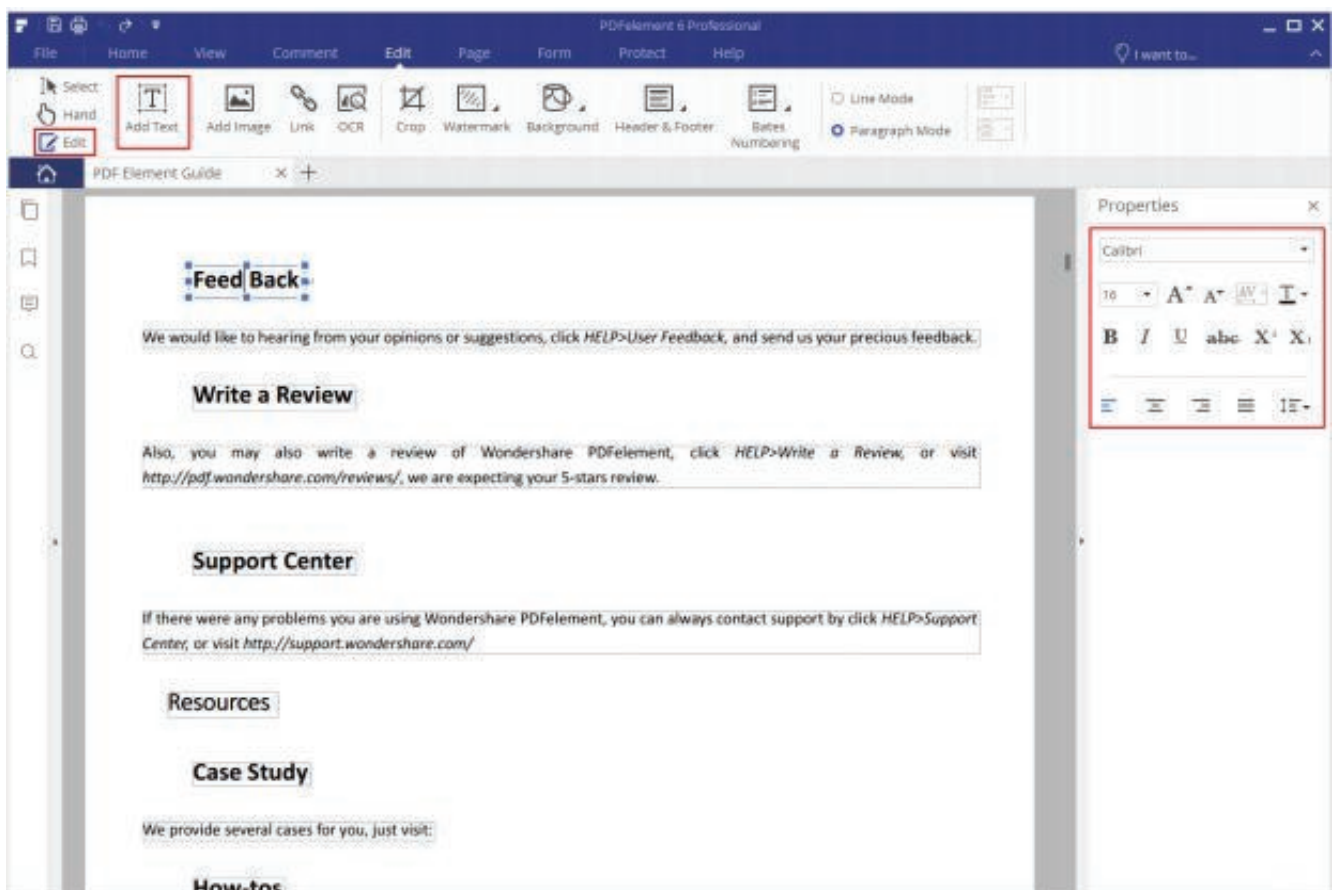 PDFelement 6 Professional
File Home View Comment Edit Page Form Protect Help I want to...
Select
Hand
Edit
Add Text Add Image Link OCR Crop Watermark Background Header & Footer Bates Numbering
Line Mode
Paragraph Mode
PDF Element Guide
Properties
Calibri
Feed Back
We would like to hearing from your opinions or suggestions, click HELP>User Feedback, and send us your precious feedback.
Write a Review
Also, you may also write a review of Wondershare PDFelement, click HELP>Write a Review, or visit
http://pdf.wondershare.com/reviews/, we are expecting your 5-stars review.
Support Center
If there were any problems you are using Wondershare PDFelement, you can always contact support by click HELP>Support
Center, or visit http://support.wondershare.com/
Resources
Case Study
We provide several cases for you, just visit:
How-tos